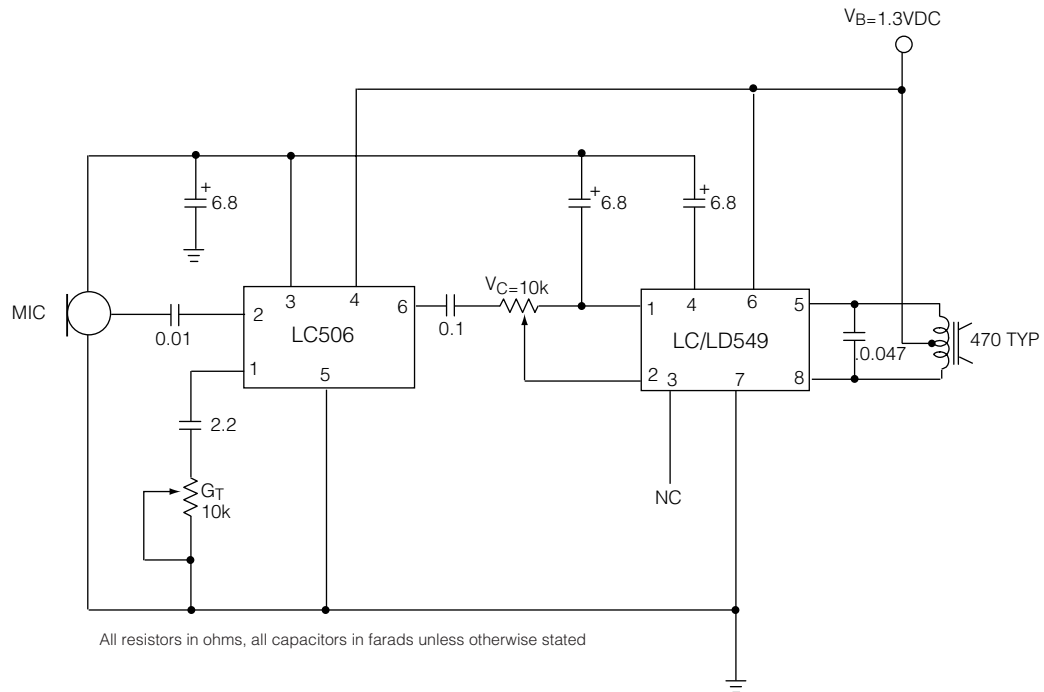 VB=1.3VDC
+
6.8
+
6.8
+
6.8
MIC
0.01
2
3
4
6
LC506
1
5
0.1
VC=10k
1
4
6
5
LC/LD549
2
3
7
8
.0.047
470 TYP
2.2
GT
10k
NC
All resistors in ohms, all capacitors in farads unless otherwise stated